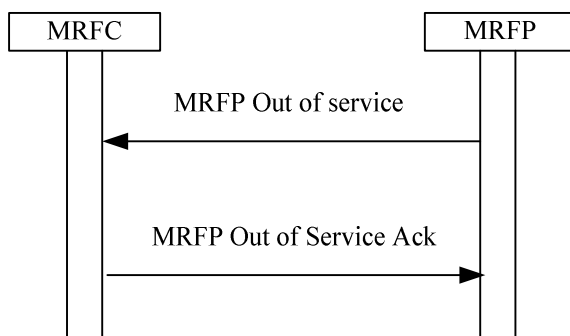 MRFC
MRFP
MRFP Out of service
MRFP Out of Service Ack